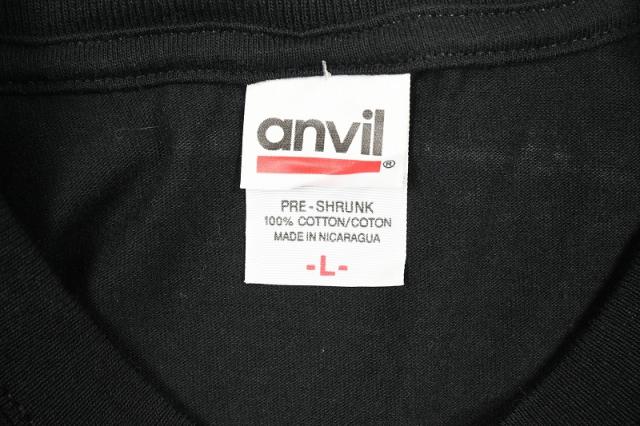 anvil®
PRE-SHRUNK
100% COTTON/COTON
MADE IN NICARAGUA
-L-